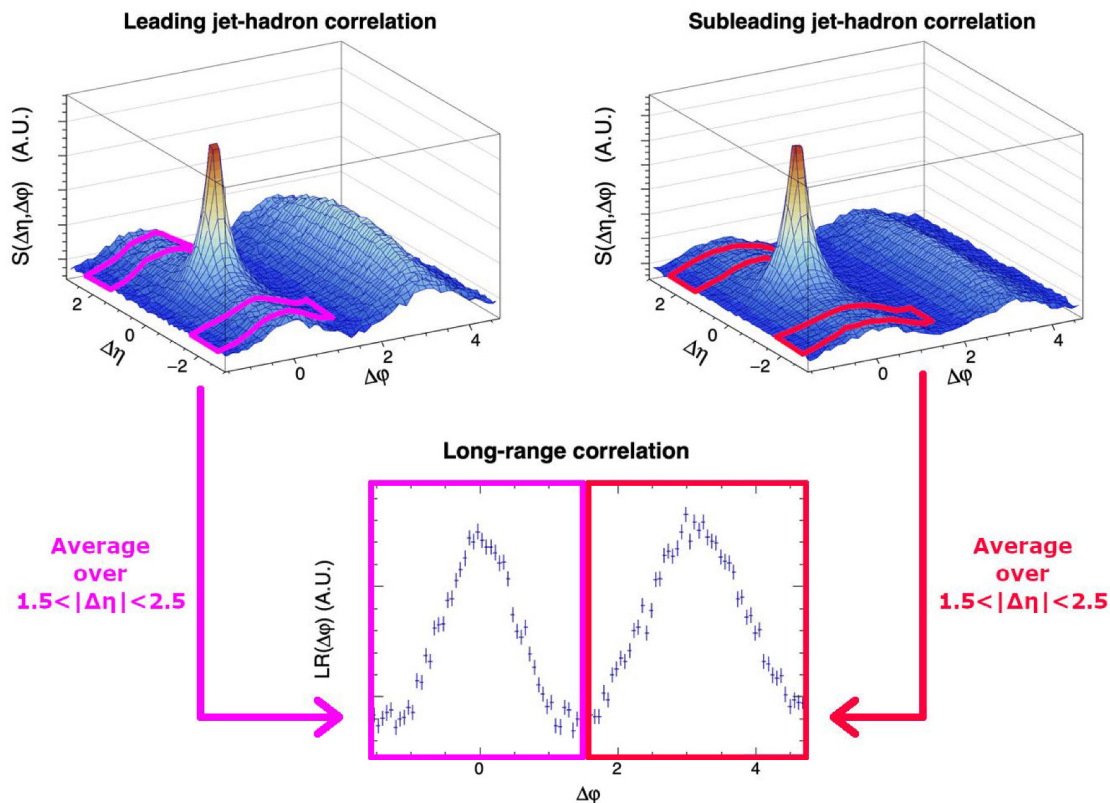 Leading jet-hadron correlation
Subleading jet-hadron correlation
S(Δη,Δφ) (A.U.)
2
0
−2
Δη
0
2
4
Δφ
S(Δη,Δφ) (A.U.)
2
0
−2
Δη
0
2
4
Δφ
Long-range correlation
Average
over
1.5<|Δη|<2.5
Average
over
1.5<|Δη|<2.5
LR(Δφ) (A.U.)
0
2
4
Δφ